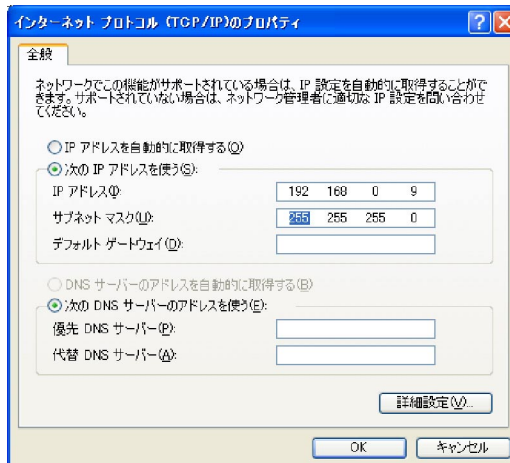 インターネット プロトコル (TCP/IP)のプロパティ
全般
ネットワークでこの機能がサポートされている場合は、IP 設定を自動的に取得することがで
きます。サポートされていない場合は、ネットワーク管理者に適切な IP 設定を問い合わせ
てください。
IP アドレスを自動的に取得する(O)
次の IP アドレスを使う(S):
IP アドレス(I): 192 168 0 9
サブネット マスク(U): 255 255 255 0
デフォルト ゲートウェイ(D):
DNS サーバーのアドレスを自動的に取得する(B)
次の DNS サーバーのアドレスを使う(E):
優先 DNS サーバー(P):
代替 DNS サーバー(A):
詳細設定(V)...
OK キャンセル